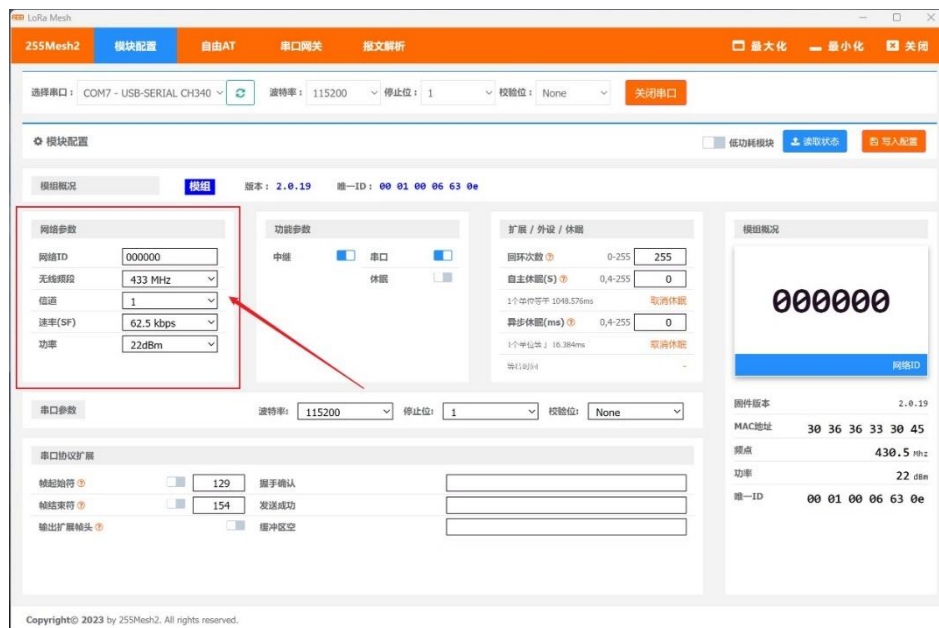 LoRa Mesh
255Mesh2 模块配置 自由AT 串口网关 报文解析 最大化 最小化 关闭
选择串口： COM7 - USB-SERIAL CH340 波特率： 115200 停止位： 1 校验位： None 关闭串口
模块配置 低功耗模块 读取状态 写入配置
模组概况 模组 版本：2.0.19 唯一ID：00 01 00 06 63 0e
网络参数
网络ID 000000
无线频段 433 MHz
信道 1
速率(SF) 62.5 kbps
功率 22dBm
功能参数
中继 串口
休眠
扩展 / 外设 / 休眠
回环次数 0-255 255
自主休眠(S) 0,4-255 0
1个单位等于 1048.576ms 取消休眠
异步休眠(ms) 0,4-255 0
16.384ms 取消休眠
-
模组概况
000000
网络ID
固件版本 2.0.19
MAC地址 30 36 36 33 30 45
频点 430.5 Mhz
功率 22 dBm
唯一ID 00 01 00 06 63 0e
串口参数 波特率: 115200 停止位: 1 校验位: None
串口协议扩展
帧起始符 129 握手确认
帧结束符 154 发送成功
输出扩展帧头 缓冲区空
Copyright© 2023 by 255Mesh2. All rights reserved.